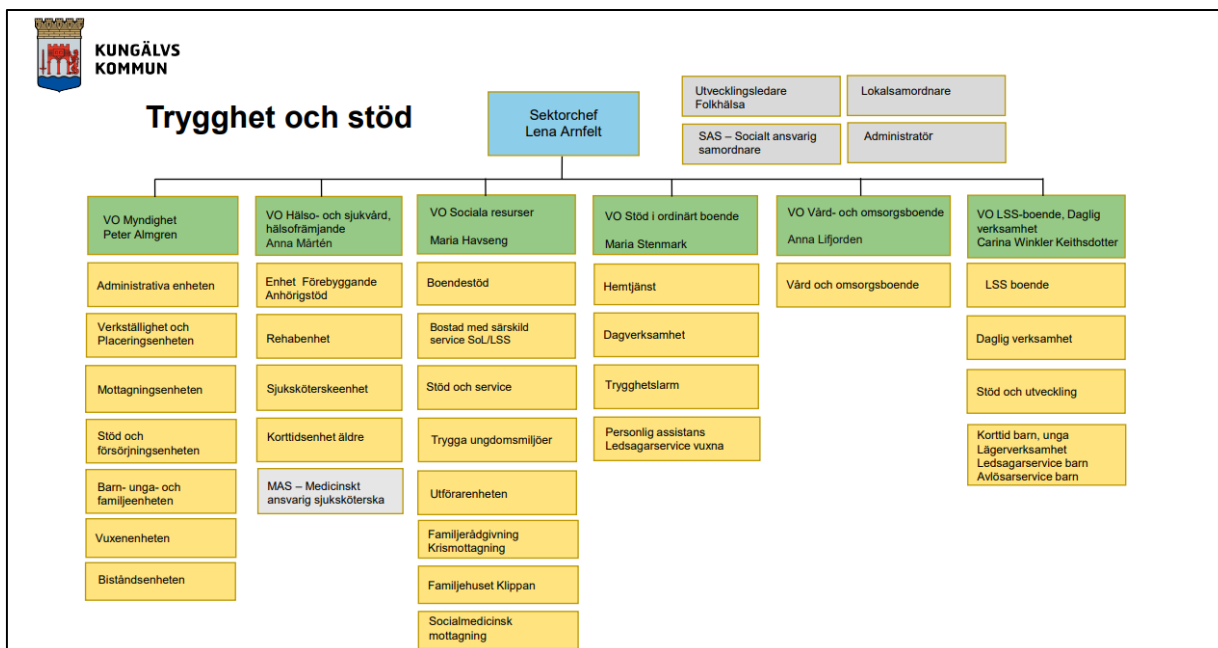 KUNGÄLVS
KOMMUN
Trygghet och stöd
Sektorchef
Lena Arnfelt
Utvecklingsledare
Folkhälsa
Lokalsamordnare
SAS – Socialt ansvarig
samordnare
Administratör
VO Myndighet
Peter Almgren
Administrativa enheten
Verkställighet och
Placeringsenheten
Mottagningsenheten
Stöd och
försörjningsenheten
Barn- unga- och
familjeenheten
Vuxenenheten
Biståndsenheten
VO Hälso- och sjukvård,
hälsofrämjande
Anna Mårtén
Enhet Förebyggande
Anhörigstöd
Rehabenhet
Sjuksköterskeenhet
Korttidsenhet äldre
MAS – Medicinskt
ansvarig sjuksköterska
VO Sociala resurser
Maria Havseng
Boendestöd
Bostad med särskild
service SoL/LSS
Stöd och service
Trygga ungdomsmiljöer
Utförarenheten
Familjerådgivning
Krismottagning
Familjehuset Klippan
Socialmedicinsk
mottagning
VO Stöd i ordinärt boende
Maria Stenmark
Hemtjänst
Dagverksamhet
Trygghetslarm
Personlig assistans
Ledsagarservice vuxna
VO Vård- och omsorgsboende
Anna Lifjorden
Vård och omsorgsboende
VO LSS-boende, Daglig
verksamhet
Carina Winkler Keithsdotter
LSS boende
Daglig verksamhet
Stöd och utveckling
Korttid barn, unga
Lägerverksamhet
Ledsagarservice barn
Avlösarservice barn